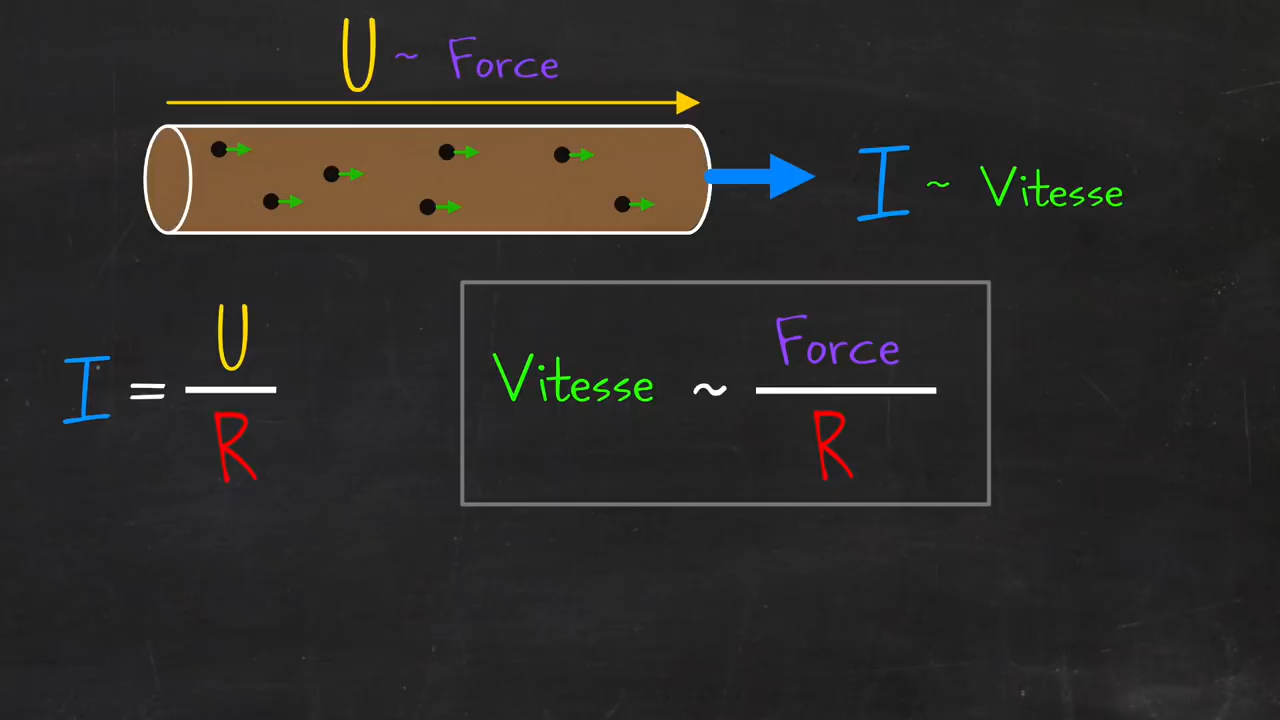 U ~ Force
I ~ Vitesse
I = U / R
Vitesse ~ Force / R